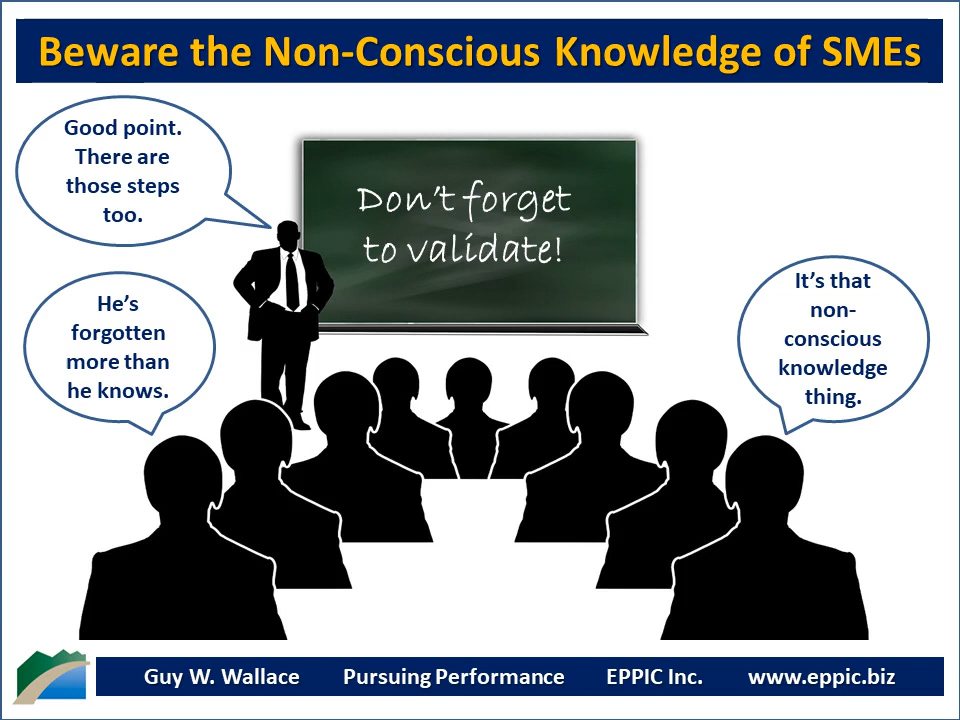 Beware the Non-Conscious Knowledge of SMEs
Good point.
There are
those steps
too.
Don't forget
to validate!
He's
forgotten
more than
he knows.
It's that
non-
conscious
knowledge
thing.
Guy W. Wallace Pursuing Performance EPPIC Inc. www.eppic.biz